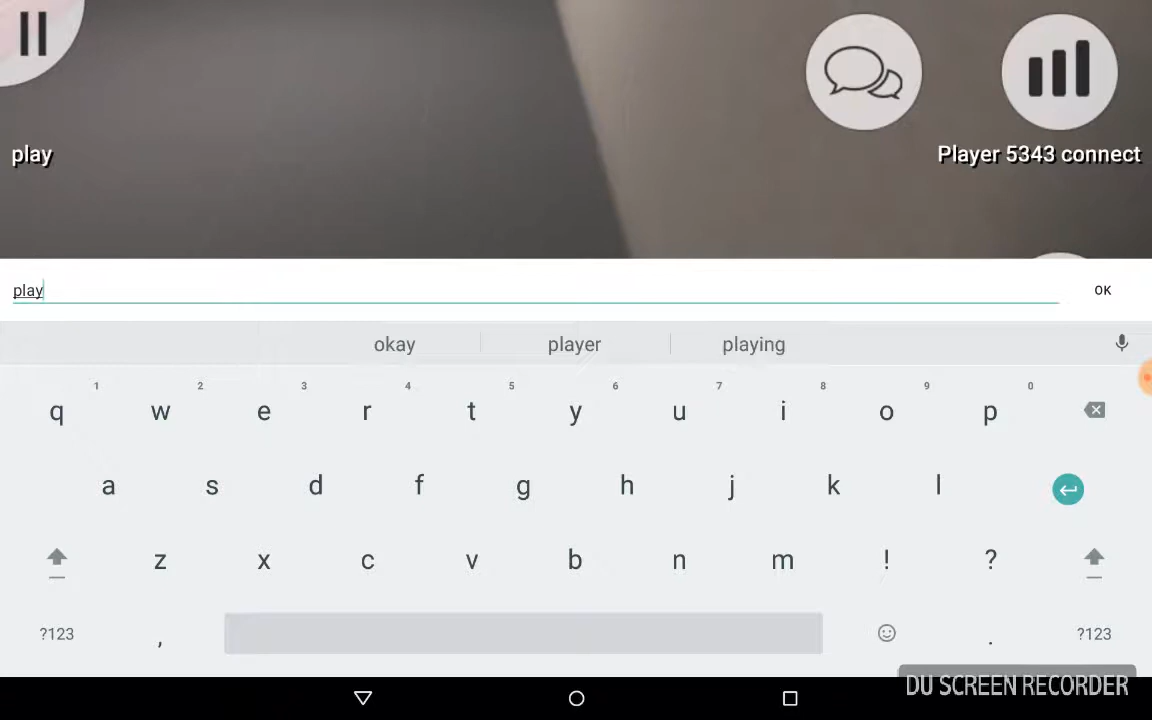 play
Player 5343 connect
play
OK
okay player playing
1 2 3 4 5 6 7 8 9 0
q w e r t y u i o p
a s d f g h j k l
z x c v b n m ! ?
?123 , . ?123
DU SCREEN RECORDER